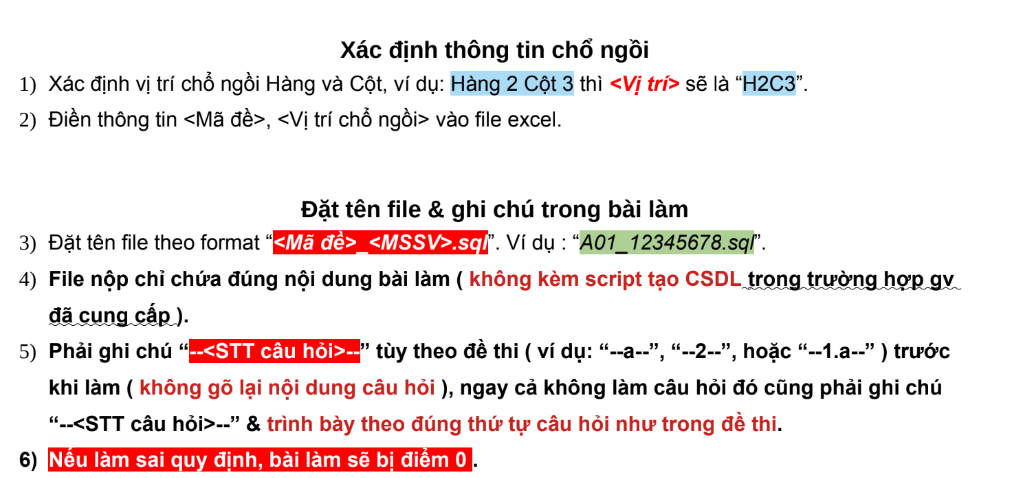 Xác định thông tin chổ ngồi
1) Xác định vị trí chổ ngồi Hàng và Cột, ví dụ: Hàng 2 Cột 3 thì <Vị trí> sẽ là “H2C3”.
2) Điền thông tin <Mã đề>, <Vị trí chổ ngồi> vào file excel.
Đặt tên file & ghi chú trong bài làm
3) Đặt tên file theo format “<Mã đề>_<MSSV>.sql”. Ví dụ : “A01_12345678.sql”.
4) File nộp chỉ chứa đúng nội dung bài làm ( không kèm script tạo CSDL trong trường hợp gv
đã cung cấp ).
5) Phải ghi chú “--<STT câu hỏi>--” tùy theo đề thi ( ví dụ: “--a--”, “--2--”, hoặc “--1.a--” ) trước
khi làm ( không gõ lại nội dung câu hỏi ), ngay cả không làm câu hỏi đó cũng phải ghi chú
“--<STT câu hỏi>--” & trình bày theo đúng thứ tự câu hỏi như trong đề thi.
6) Nếu làm sai quy định, bài làm sẽ bị điểm 0 .